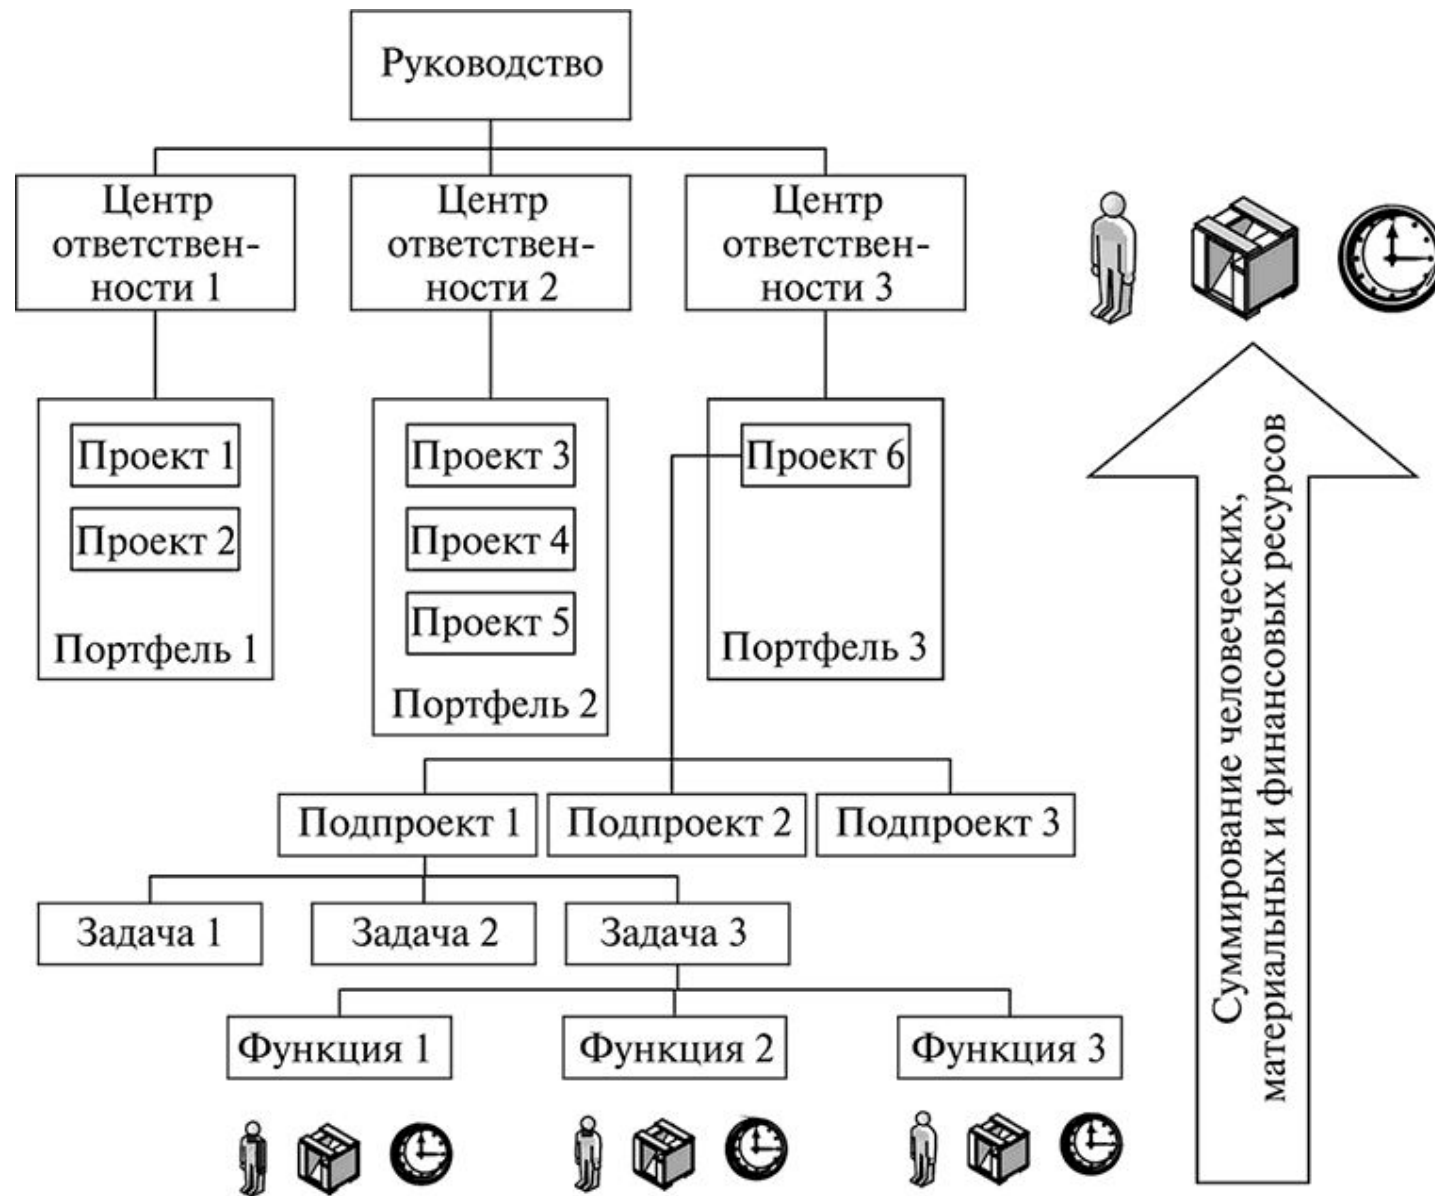 Руководство
Центр
ответствен-
ности 1
Центр
ответствен-
ности 2
Центр
ответствен-
ности 3
Проект 1
Проект 2
Портфель 1
Проект 3
Проект 4
Проект 5
Портфель 2
Проект 6
Портфель 3
Подпроект 1
Подпроект 2
Подпроект 3
Задача 1
Задача 2
Задача 3
Функция 1
Функция 2
Функция 3
Суммирование человеческих,
материальных и финансовых ресурсов